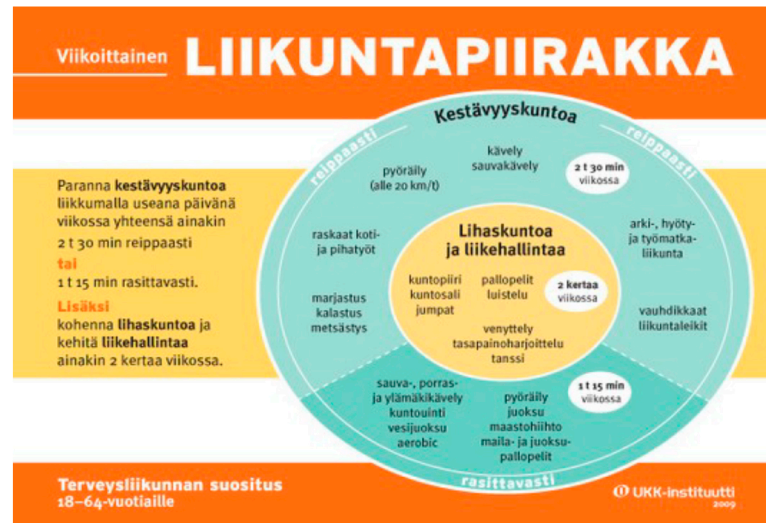 Viikoittainen LIIKUNTAPIIRAKKA
Paranna kestävyyskuntoa
liikkumalla useana päivänä
viikossa yhteensä ainakin
2 t 30 min reippaasti
tai
1 t 15 min rasittavasti.
Lisäksi
kohenna lihaskuntoa ja
kehitä liikehallintaa
ainakin 2 kertaa viikossa.
Kestävyyskuntoa
reippaasti
reippaasti
kävely
sauvakävely
2 t 30 min
viikossa
pyöräily
(alle 20 km/t)
raskaat koti-
ja pihatyöt
marjastus
kalastus
metsästys
arki-, hyöty-
ja työmatka-
liikunta
vauhdikkaat
liikuntaleikit
Lihaskuntoa
ja liikehallintaa
kuntopiiri
kuntosali
jumpat
pallopelit
luistelu
2 kertaa
viikossa
venyttely
tasapainoharjoittelu
tanssi
sauva-, porras-
ja ylämäkikävely
kuntouinti
vesijuoksu
aerobic
pyöräily
juoksu
maastohiihto
maila- ja juoksu-
pallopelit
1 t 15 min
viikossa
rasittavasti
Terveysliikunnan suositus
18–64-vuotiaille
UKK-instituutti
2009